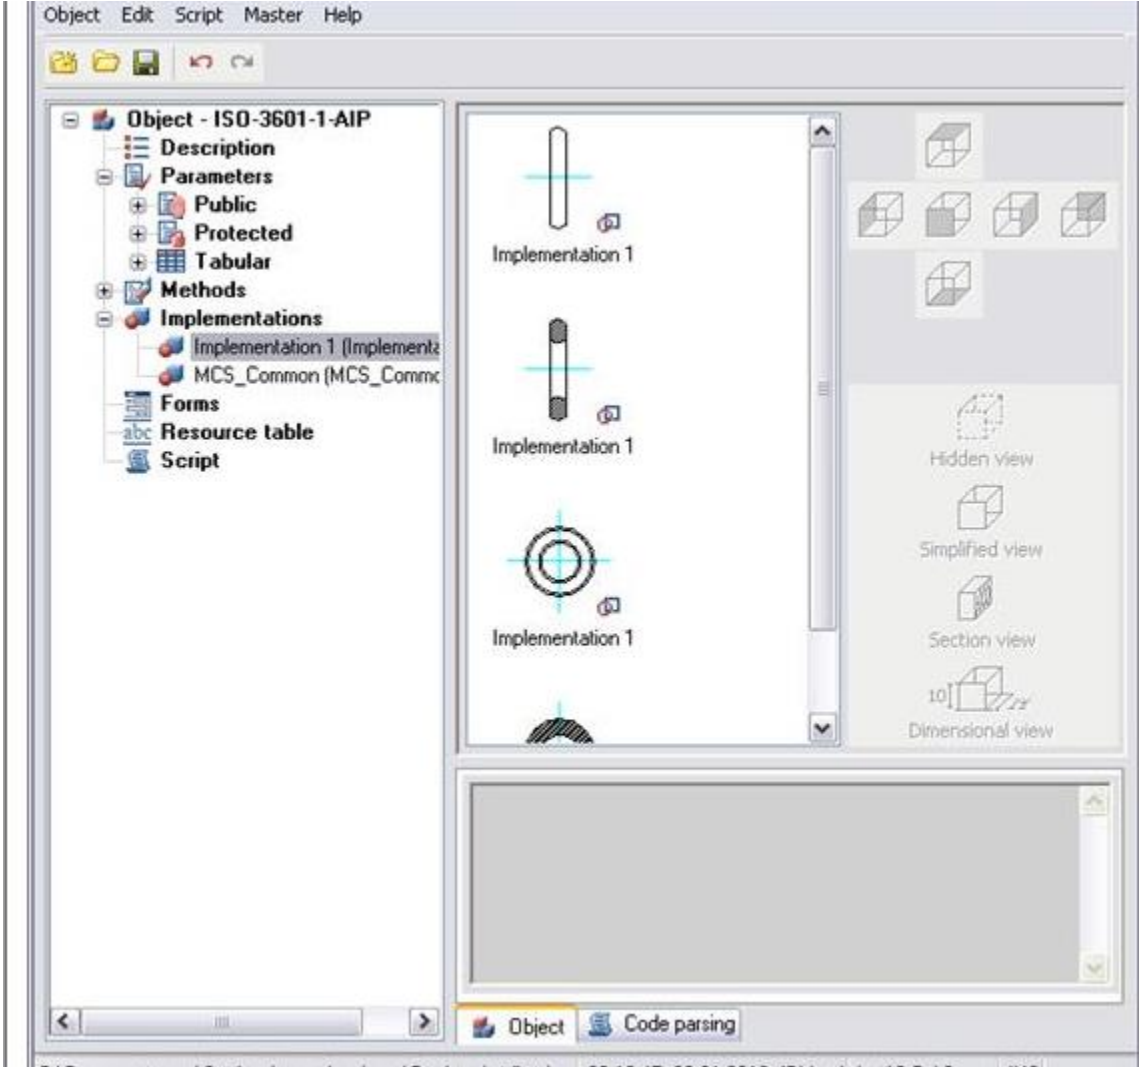 Object Edit Script Master Help
Object - ISO-3601-1-AIP
Description
Parameters
Public
Protected
Tabular
Methods
Implementations
Implementation 1 (Implementa
MCS_Common (MCS_Commo
Forms
abc Resource table
Script
Implementation 1
Implementation 1
Implementation 1
Hidden view
Simplified view
Section view
10
Dimensional view
Object
Code parsing